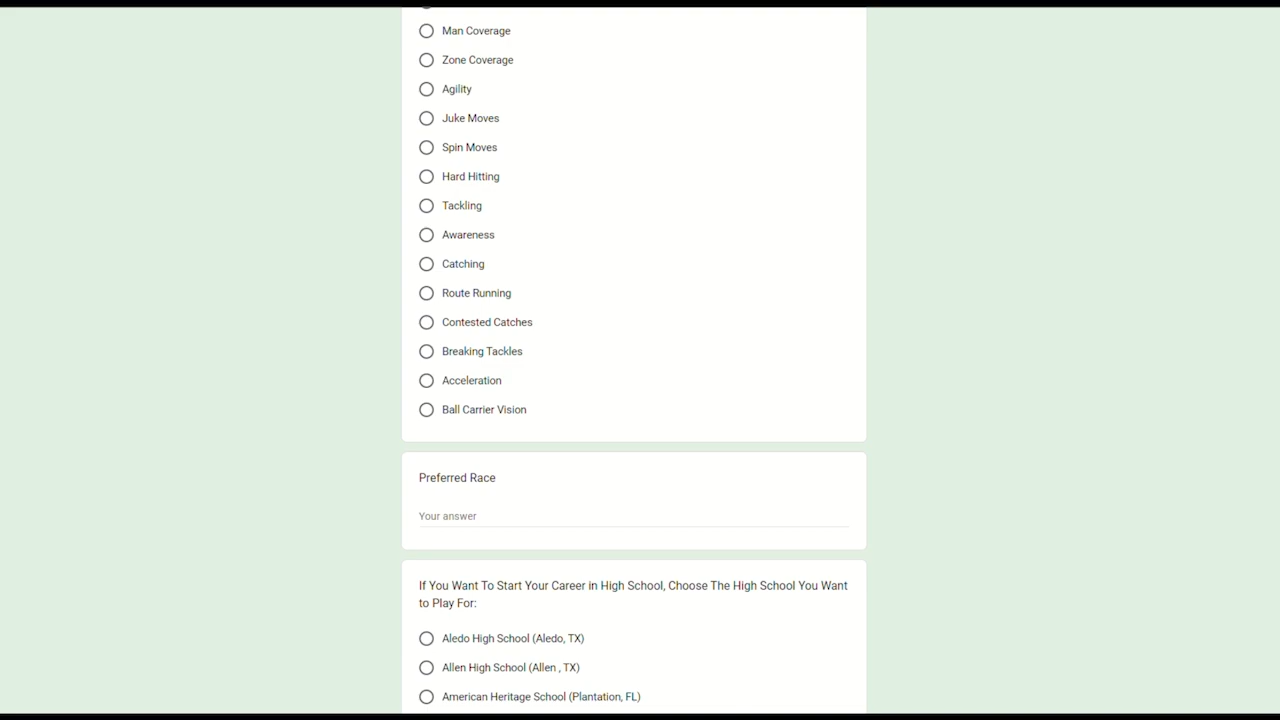 Man Coverage
Zone Coverage
Agility
Juke Moves
Spin Moves
Hard Hitting
Tackling
Awareness
Catching
Route Running
Contested Catches
Breaking Tackles
Acceleration
Ball Carrier Vision
Preferred Race
Your answer
If You Want To Start Your Career in High School, Choose The High School You Want
to Play For:
Aledo High School (Aledo, TX)
Allen High School (Allen , TX)
American Heritage School (Plantation, FL)